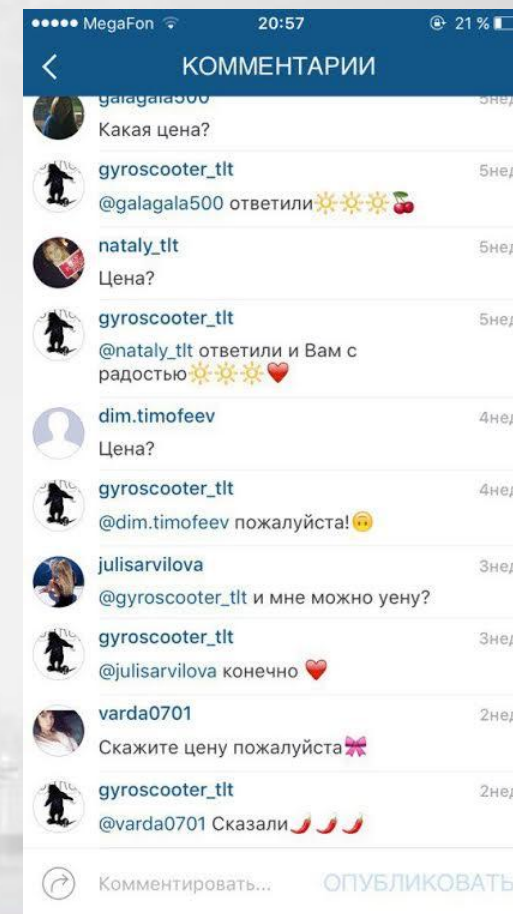 MegaFon 20:57 21 %
КОММЕНТАРИИ
galagala500 5нед
Какая цена?
gyroscooter_tlt 5нед
@galagala500 ответили🔆🔆🔆🍒
nataly_tlt 5нед
Цена?
gyroscooter_tlt 5нед
@nataly_tlt ответили и Вам с
радостью🔆🔆🔆❤️
dim.timofeev 4нед
Цена?
gyroscooter_tlt 4нед
@dim.timofeev пожалуйста!🙃
julisarvilova 3нед
@gyroscooter_tlt и мне можно уену?
gyroscooter_tlt 3нед
@julisarvilova конечно ❤️
varda0701 2нед
Скажите цену пожалуйста🎀
gyroscooter_tlt 2нед
@varda0701 Сказали🌶🌶🌶
Комментировать... ОПУБЛИКОВАТЬ